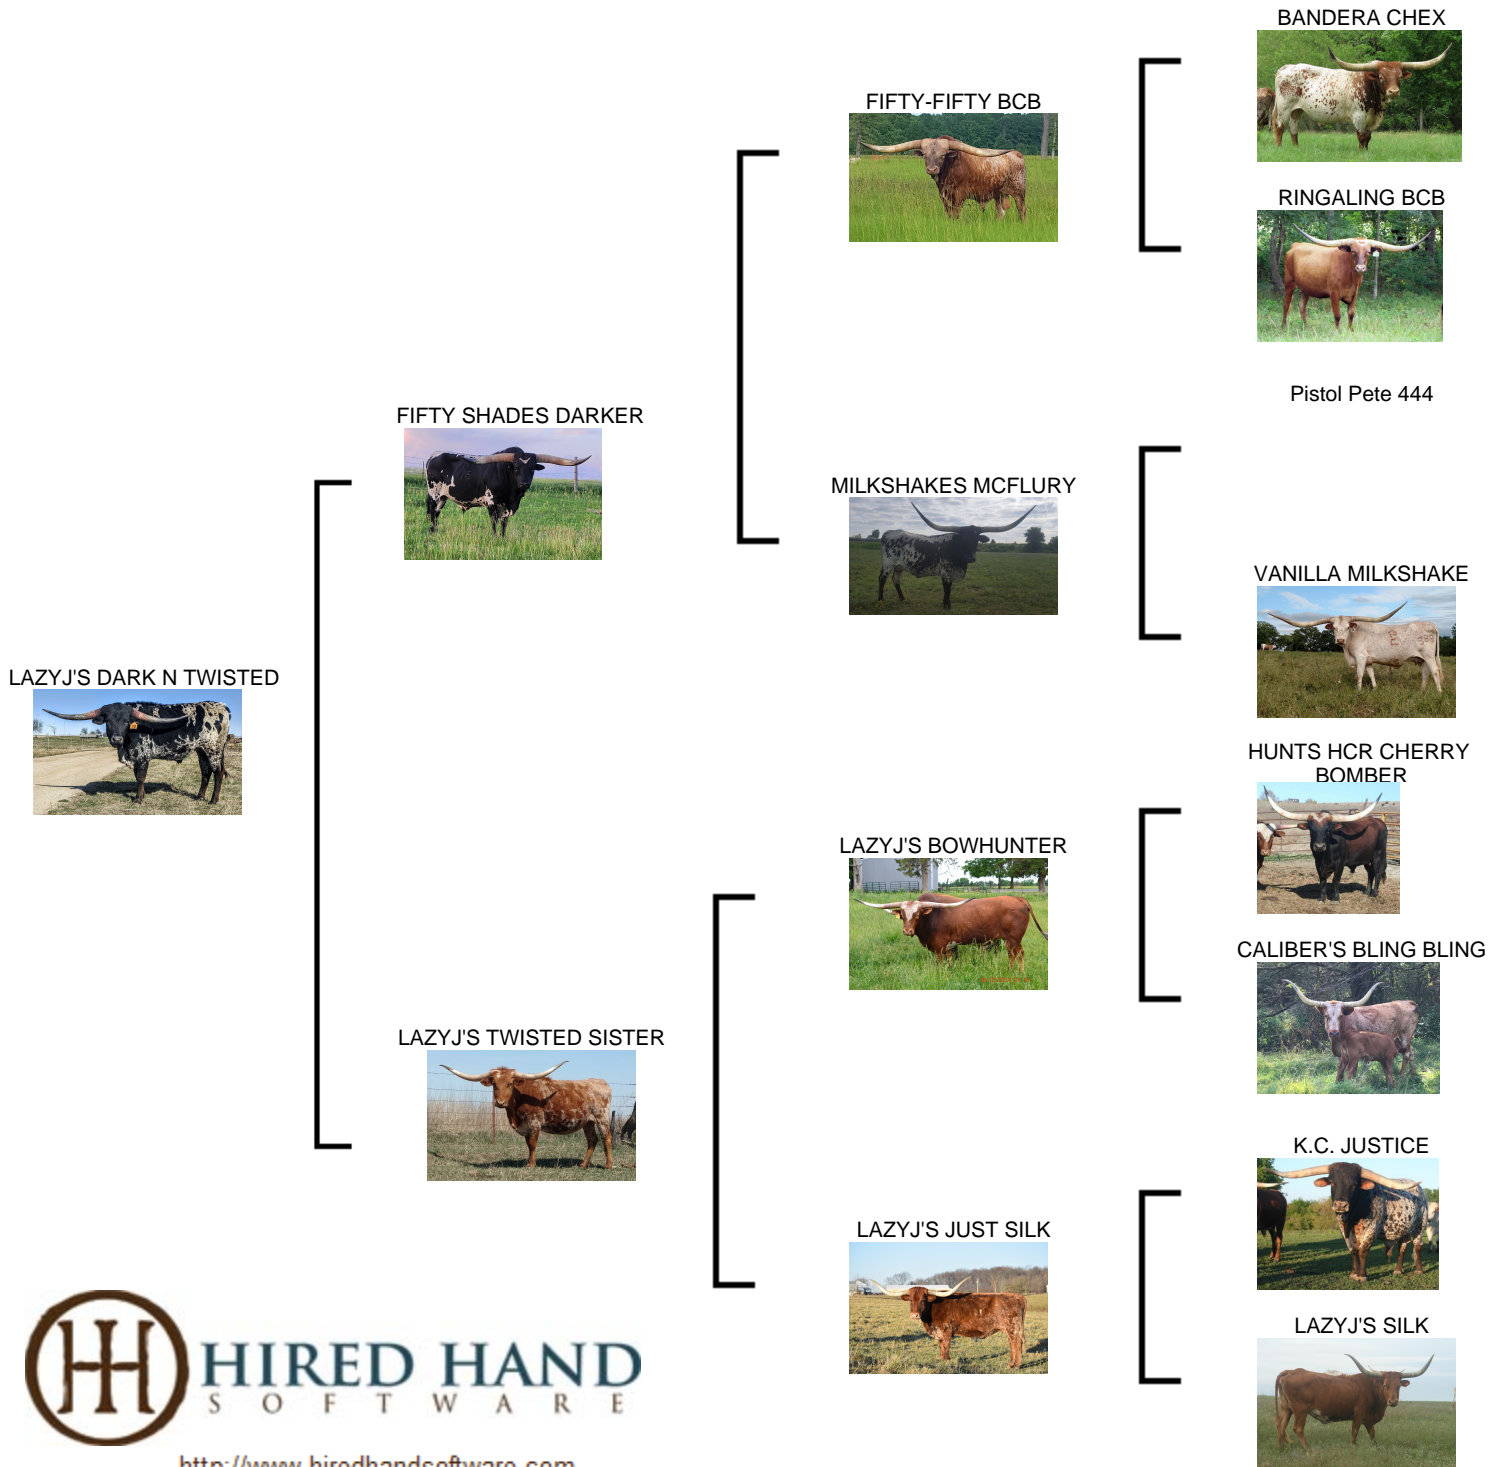 BANDERA CHEX
FIFTY-FIFTY BCB
RINGALING BCB
Pistol Pete 444
FIFTY SHADES DARKER
MILKSHAKES MCFLURY
VANILLA MILKSHAKE
LAZYJ'S DARK N TWISTED
HUNTS HCR CHERRY
BOMBER
LAZYJ'S BOWHUNTER
CALIBER'S BLING BLING
LAZYJ'S TWISTED SISTER
K.C. JUSTICE
LAZYJ'S JUST SILK
LAZYJ'S SILK
HIRED HAND
SOFTWARE
http://www.hiredhandsoftware.com